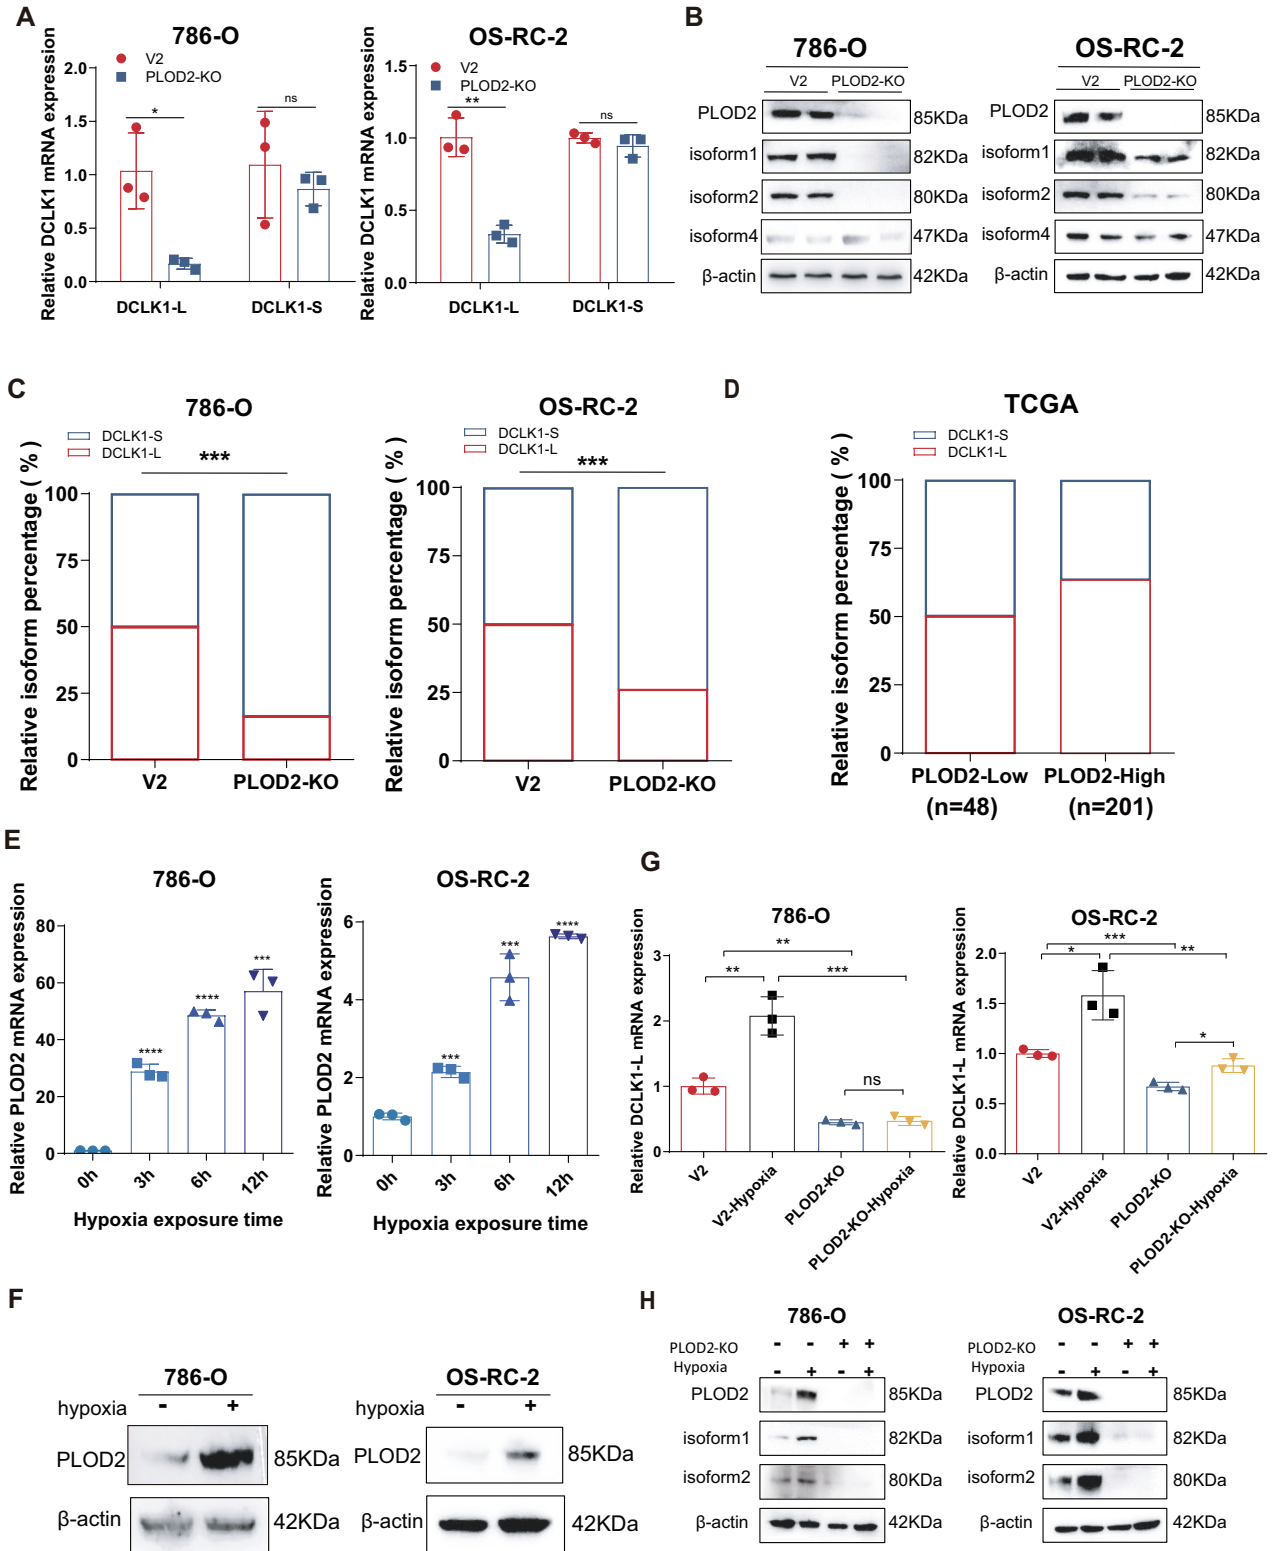 A
786-O
V2
PLOD2-KO
Relative DCLK1 mRNA expression
2.0
1.5
1.0
0.5
0.0
*
ns
DCLK1-L
DCLK1-S
OS-RC-2
V2
PLOD2-KO
Relative DCLK1 mRNA expression
1.5
1.0
0.5
0.0
**
ns
DCLK1-L
DCLK1-S
B
786-O
V2 PLOD2-KO
PLOD2 85KDa
isoform1 82KDa
isoform2 80KDa
isoform4 47KDa
β-actin 42KDa
OS-RC-2
V2 PLOD2-KO
PLOD2 85KDa
isoform1 82KDa
isoform2 80KDa
isoform4 47KDa
β-actin 42KDa
C
786-O
DCLK1-S
DCLK1-L
***
Relative isoform percentage ( % )
100
75
50
25
0
V2
PLOD2-KO
OS-RC-2
DCLK1-S
DCLK1-L
***
Relative isoform percentage ( % )
100
75
50
25
0
V2
PLOD2-KO
D
TCGA
DCLK1-S
DCLK1-L
Relative isoform percentage ( % )
100
75
50
25
0
PLOD2-Low
(n=48)
PLOD2-High
(n=201)
E
786-O
Relative PLOD2 mRNA expression
80
60
40
20
0
****
****
***
0h
3h
6h
12h
Hypoxia exposure time
OS-RC-2
Relative PLOD2 mRNA expression
6
4
2
0
***
***
****
0h
3h
6h
12h
Hypoxia exposure time
G
786-O
Relative DCLK1-L mRNA expression
3
2
1
0
**
**
***
ns
V2
V2-Hypoxia
PLOD2-KO
PLOD2-KO-Hypoxia
OS-RC-2
Relative DCLK1-L mRNA expression
2.0
1.5
1.0
0.5
0.0
***
*
**
*
V2
V2-Hypoxia
PLOD2-KO
PLOD2-KO-Hypoxia
F
786-O
hypoxia - +
PLOD2 85KDa
β-actin 42KDa
OS-RC-2
hypoxia - +
PLOD2 85KDa
β-actin 42KDa
H
786-O
PLOD2-KO - - + +
Hypoxia - + - +
PLOD2 85KDa
isoform1 82KDa
isoform2 80KDa
β-actin 42KDa
OS-RC-2
PLOD2-KO - - + +
Hypoxia - + - +
PLOD2 85KDa
isoform1 82KDa
isoform2 80KDa
β-actin 42KDa